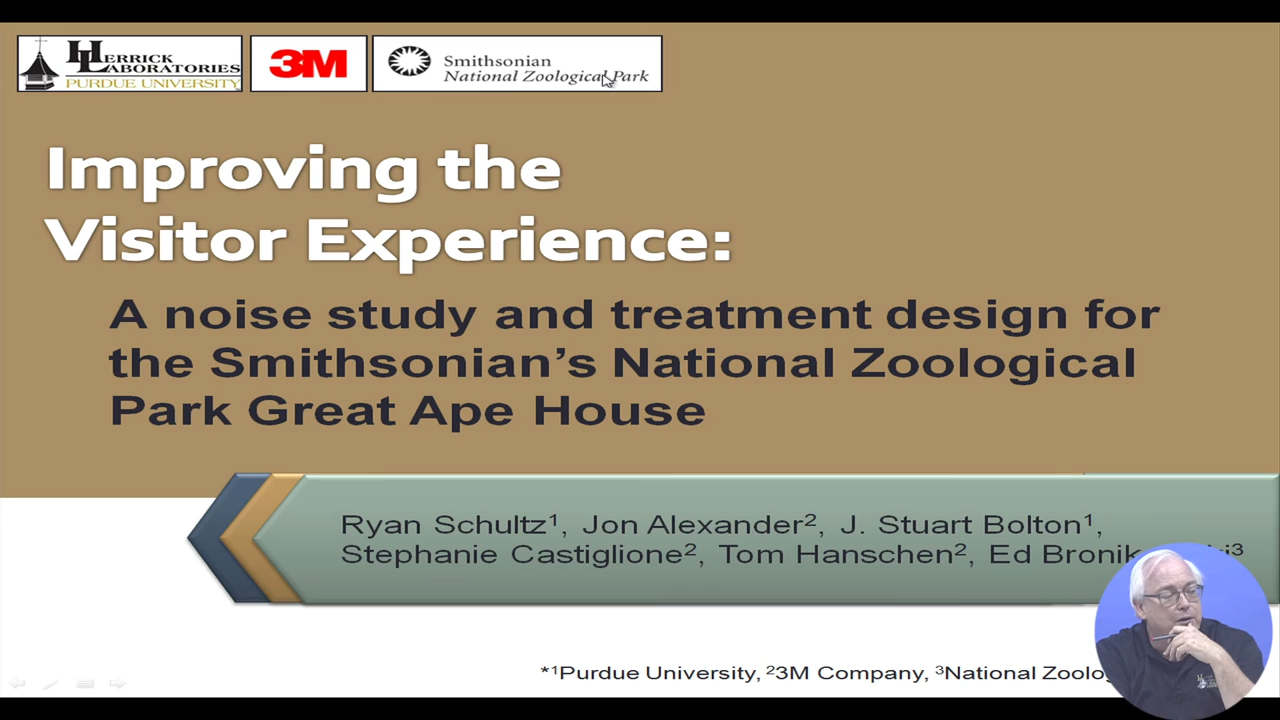 HERRICK
LABORATORIES
PURDUE UNIVERSITY
3M
Smithsonian
National Zoological Park
Improving the
Visitor Experience:
A noise study and treatment design for
the Smithsonian's National Zoological
Park Great Ape House
Ryan Schultz¹, Jon Alexander², J. Stuart Bolton¹,
Stephanie Castiglione², Tom Hanschen², Ed
*¹Purdue University, ²3M Company, ³National